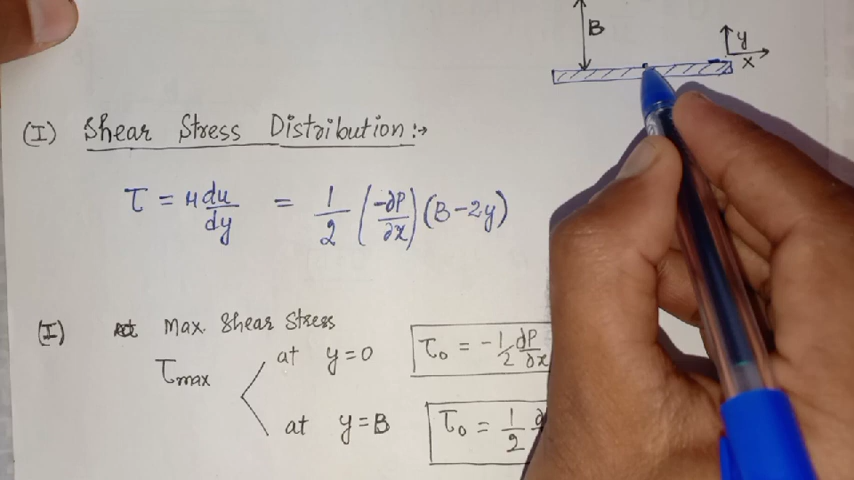 B
y
x
(I) Shear Stress Distribution :→
τ = μ du/dy = 1/2 (-∂P/∂x) (B-2y)
(I) Max. Shear Stress
τmax
at y=0 τ₀ = -1/2 ∂P/∂x
at y=B τ₀ = 1/2